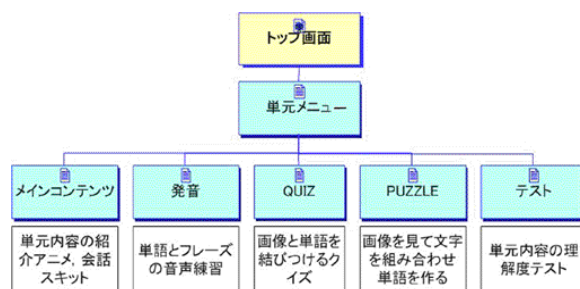 トップ画面
単元メニュー
メインコンテンツ
発音
QUIZ
PUZZLE
テスト
単元内容の紹
介アニメ, 会話
スキット
単語とフレーズ
の音声練習
画像と単語を
結びつけるク
イズ
画像を見て文字
を組み合わせ
単語を作る
単元内容の理
解度テスト